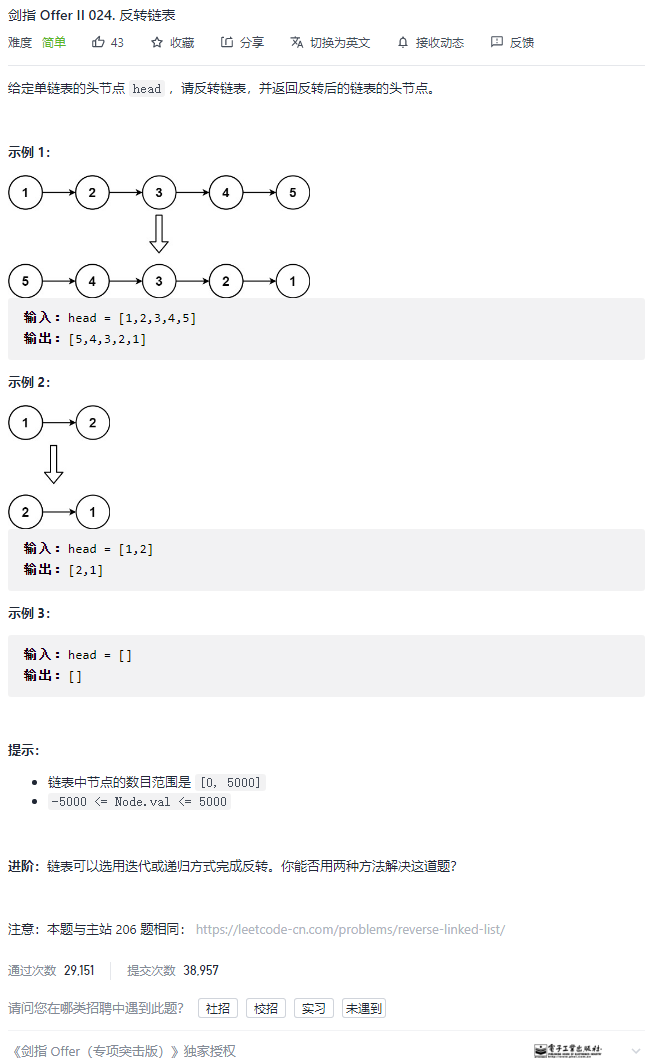 剑指 Offer II 024. 反转链表
难度 简单 43 收藏 分享 切换为英文 接收动态 反馈
给定单链表的头节点 head ，请反转链表，并返回反转后的链表的头节点。
示例 1：
1 2 3 4 5
5 4 3 2 1
输入：head = [1,2,3,4,5]
输出：[5,4,3,2,1]
示例 2：
1 2
2 1
输入：head = [1,2]
输出：[2,1]
示例 3：
输入：head = []
输出：[]
提示：
链表中节点的数目范围是 [0, 5000]
-5000 <= Node.val <= 5000
进阶：链表可以选用迭代或递归方式完成反转。你能否用两种方法解决这道题？
注意：本题与主站 206 题相同： https://leetcode-cn.com/problems/reverse-linked-list/
通过次数 29,151 提交次数 38,957
请问您在哪类招聘中遇到此题？ 社招 校招 实习 未遇到
《剑指 Offer（专项突击版）》独家授权 电子工业出版社